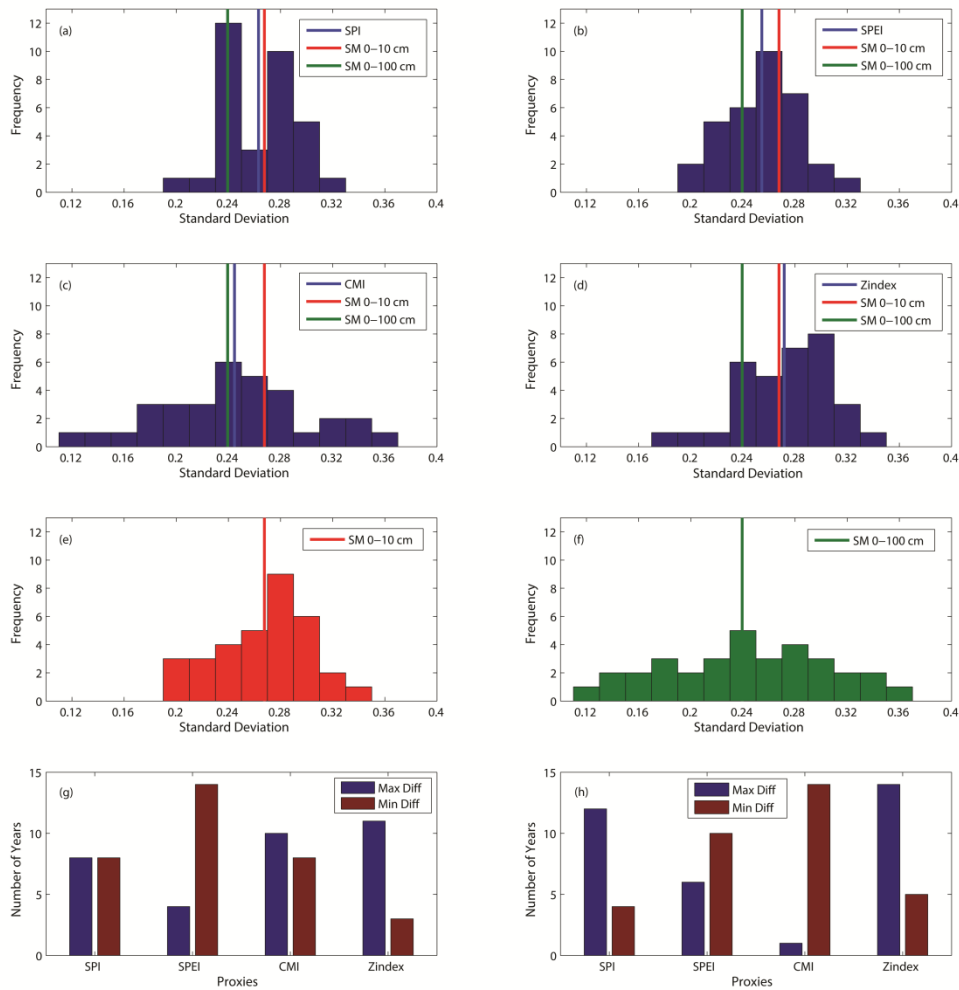 (a)
SPI
SM 0−10 cm
SM 0−100 cm
Frequency
12
10
8
6
4
2
0
0.12 0.16 0.2 0.24 0.28 0.32 0.36 0.4
Standard Deviation
(b)
SPEI
SM 0−10 cm
SM 0−100 cm
Frequency
12
10
8
6
4
2
0
0.12 0.16 0.2 0.24 0.28 0.32 0.36 0.4
Standard Deviation
(c)
CMI
SM 0−10 cm
SM 0−100 cm
Frequency
12
10
8
6
4
2
0
0.12 0.16 0.2 0.24 0.28 0.32 0.36 0.4
Standard Deviation
(d)
Zindex
SM 0−10 cm
SM 0−100 cm
Frequency
12
10
8
6
4
2
0
0.12 0.16 0.2 0.24 0.28 0.32 0.36 0.4
Standard Deviation
(e)
SM 0−10 cm
Frequency
12
10
8
6
4
2
0
0.12 0.16 0.2 0.24 0.28 0.32 0.36 0.4
Standard Deviation
(f)
SM 0−100 cm
Frequency
12
10
8
6
4
2
0
0.12 0.16 0.2 0.24 0.28 0.32 0.36 0.4
Standard Deviation
(g)
Max Diff
Min Diff
Number of Years
15
10
5
0
SPI SPEI CMI Zindex
Proxies
(h)
Max Diff
Min Diff
Number of Years
15
10
5
0
SPI SPEI CMI Zindex
Proxies